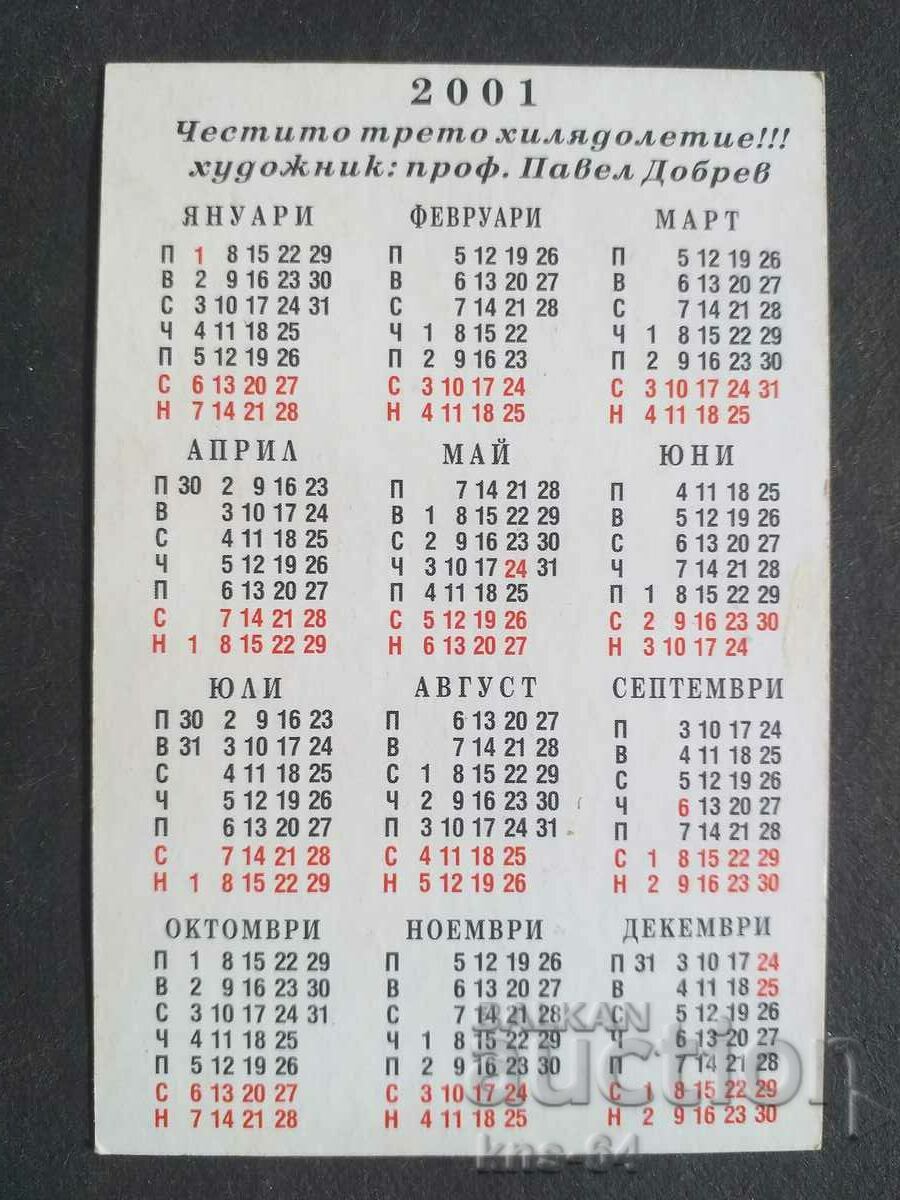 2001
Честито трето хилядолетие!!!
художник: проф. Павел Добрев
ЯНУАРИ
П 1 8 15 22 29
В 2 9 16 23 30
С 3 10 17 24 31
Ч 4 11 18 25
П 5 12 19 26
С 6 13 20 27
Н 7 14 21 28
ФЕВРУАРИ
П 5 12 19 26
В 6 13 20 27
С 7 14 21 28
Ч 1 8 15 22
П 2 9 16 23
С 3 10 17 24
Н 4 11 18 25
МАРТ
П 5 12 19 26
В 6 13 20 27
С 7 14 21 28
Ч 1 8 15 22 29
П 2 9 16 23 30
С 3 10 17 24 31
Н 4 11 18 25
АПРИЛ
П 30 2 9 16 23
В 3 10 17 24
С 4 11 18 25
Ч 5 12 19 26
П 6 13 20 27
С 7 14 21 28
Н 1 8 15 22 29
МАЙ
П 7 14 21 28
В 1 8 15 22 29
С 2 9 16 23 30
Ч 3 10 17 24 31
П 4 11 18 25
С 5 12 19 26
Н 6 13 20 27
ЮНИ
П 4 11 18 25
В 5 12 19 26
С 6 13 20 27
Ч 7 14 21 28
П 1 8 15 22 29
С 2 9 16 23 30
Н 3 10 17 24
ЮЛИ
П 30 2 9 16 23
В 31 3 10 17 24
С 4 11 18 25
Ч 5 12 19 26
П 6 13 20 27
С 7 14 21 28
Н 1 8 15 22 29
АВГУСТ
П 6 13 20 27
В 7 14 21 28
С 1 8 15 22 29
Ч 2 9 16 23 30
П 3 10 17 24 31
С 4 11 18 25
Н 5 12 19 26
СЕПТЕМВРИ
П 3 10 17 24
В 4 11 18 25
С 5 12 19 26
Ч 6 13 20 27
П 7 14 21 28
С 1 8 15 22 29
Н 2 9 16 23 30
ОКТОМВРИ
П 1 8 15 22 29
В 2 9 16 23 30
С 3 10 17 24 31
Ч 4 11 18 25
П 5 12 19 26
С 6 13 20 27
Н 7 14 21 28
НОЕМВРИ
П 5 12 19 26
В 6 13 20 27
С 7 14 21 28
Ч 1 8 15 22 29
П 2 9 16 23 30
С 3 10 17 24
Н 4 11 18 25
ДЕКЕМВРИ
П 31 3 10 17 24
В 4 11 18 25
С 5 12 19 26
Ч 6 13 20 27
П 7 14 21 28
С 1 8 15 22 29
Н 2 9 16 23 30
BALKAN
auction
kns-64